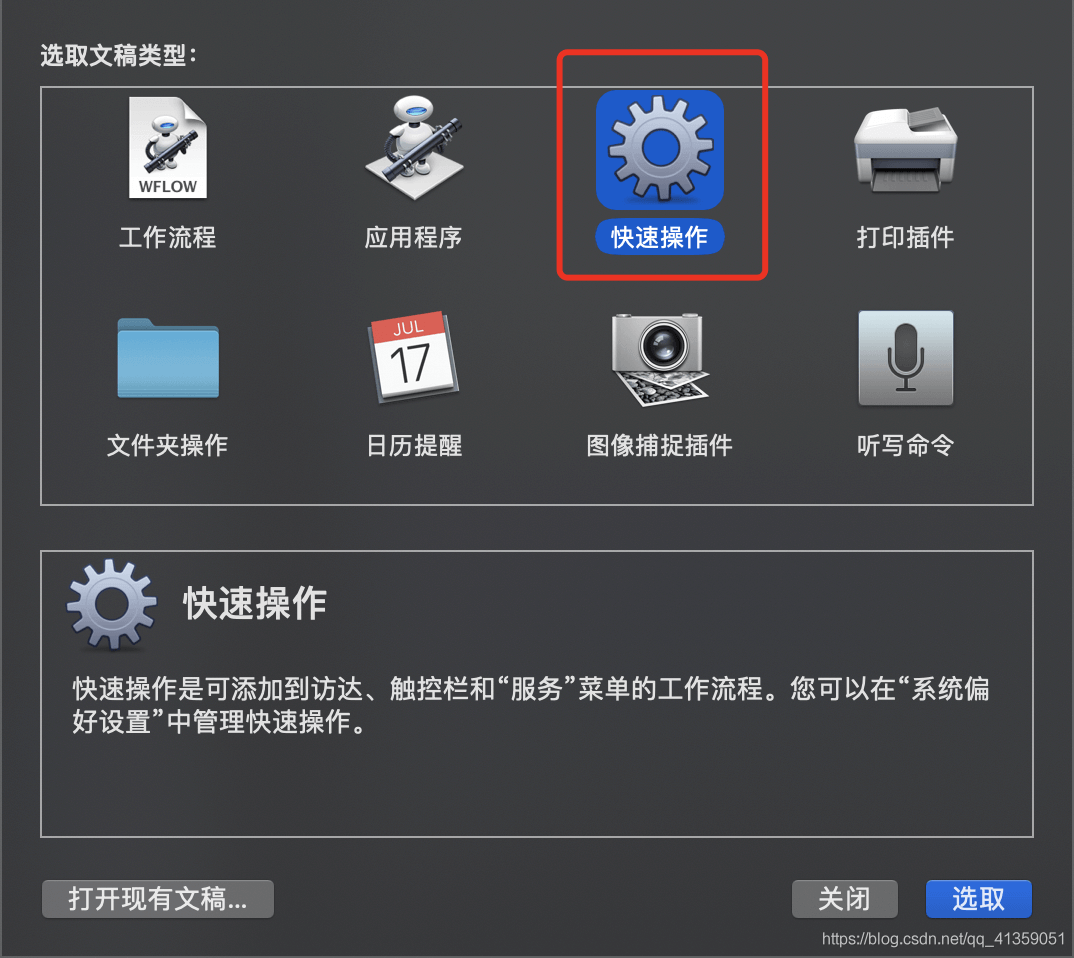 选取文稿类型：
WFLOW
工作流程
应用程序
快速操作
打印插件
JUL
17
文件夹操作
日历提醒
图像捕捉插件
听写命令
快速操作
快速操作是可添加到访达、触控栏和“服务”菜单的工作流程。您可以在“系统偏
好设置”中管理快速操作。
打开现有文稿...
关闭
选取
https://blog.csdn.net/qq_41359051